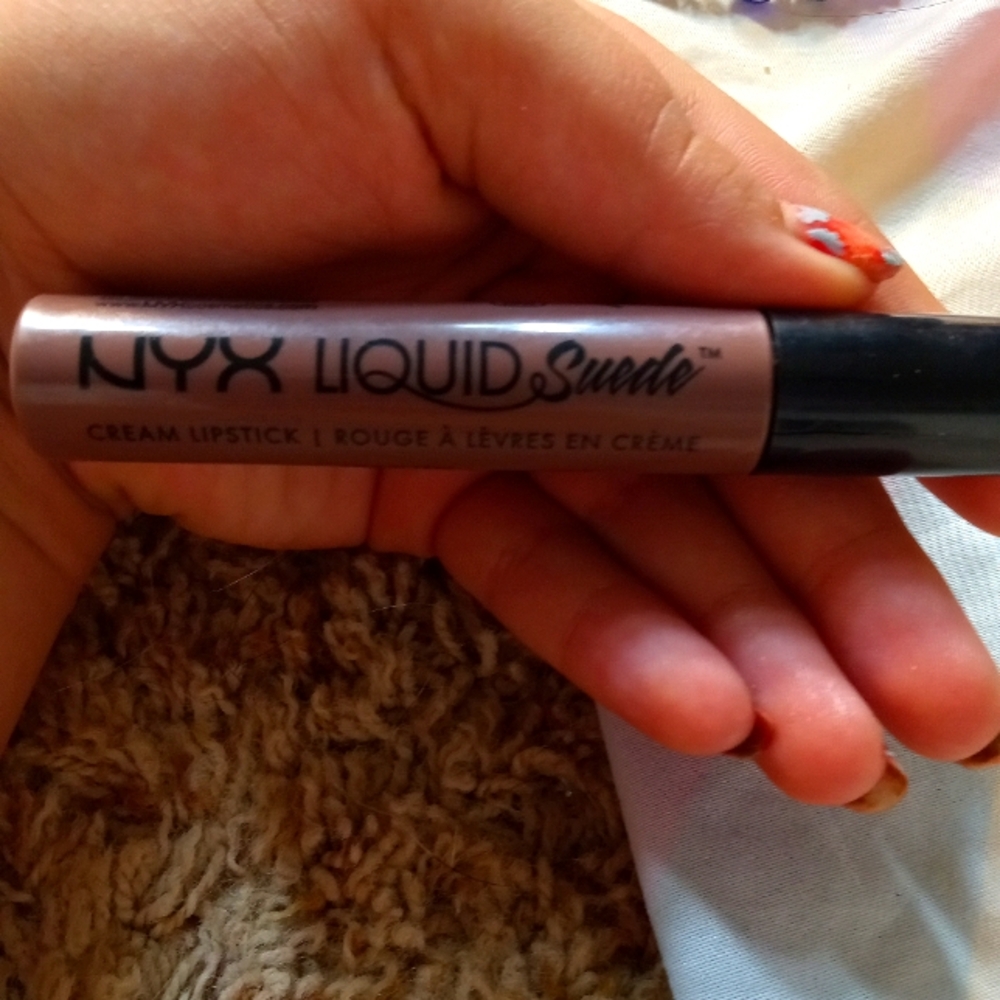 NYX LIQUID Suede™
CREAM LIPSTICK | ROUGE À LÈVRES EN CRÈME